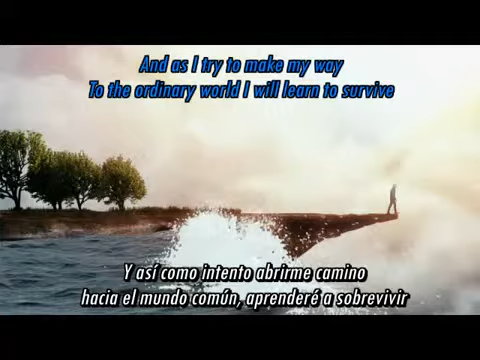 And as I try to make my way
To the ordinary world I will learn to survive
Y así como intento abrirme camino
hacia el mundo común, aprenderé a sobrevivir